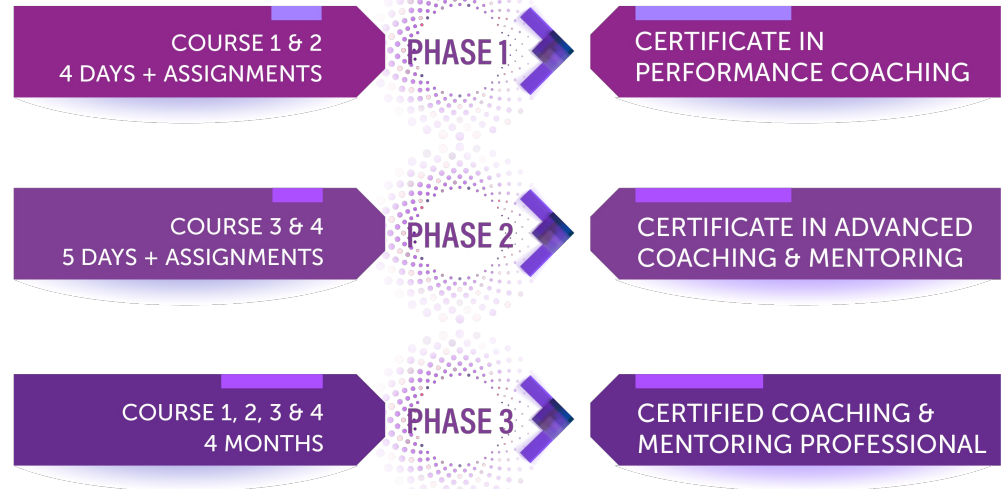 COURSE 1 & 2
4 DAYS + ASSIGNMENTS
PHASE 1
CERTIFICATE IN
PERFORMANCE COACHING
COURSE 3 & 4
5 DAYS + ASSIGNMENTS
PHASE 2
CERTIFICATE IN ADVANCED
COACHING & MENTORING
COURSE 1, 2, 3 & 4
4 MONTHS
PHASE 3
CERTIFIED COACHING &
MENTORING PROFESSIONAL